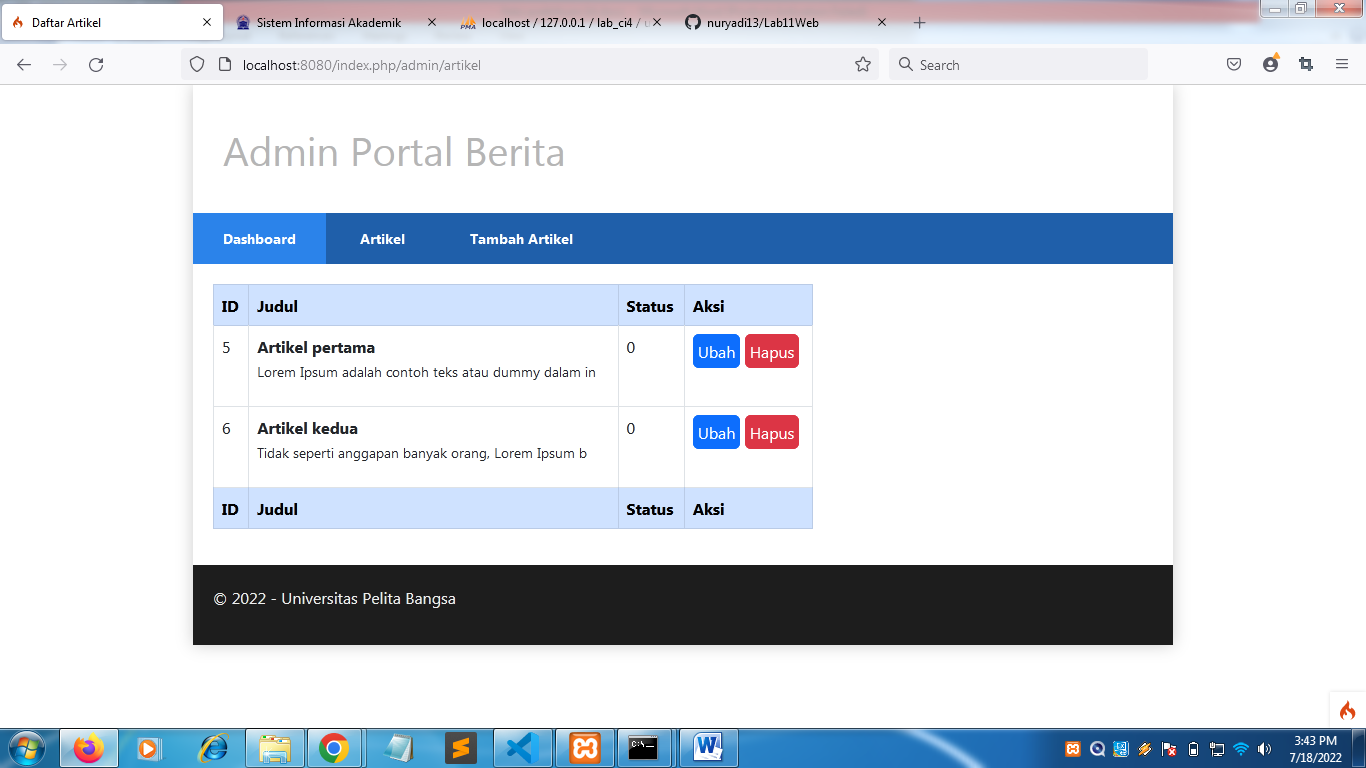 Daftar Artikel
Sistem Informasi Akademik
PMA
localhost / 127.0.0.1 / lab_ci4 /
nuryadi13/Lab11Web
localhost:8080/index.php/admin/artikel
Search
Admin Portal Berita
Dashboard Artikel Tambah Artikel
ID Judul Status Aksi
5 Artikel pertama 0 Ubah Hapus
Lorem Ipsum adalah contoh teks atau dummy dalam in
6 Artikel kedua 0 Ubah Hapus
Tidak seperti anggapan banyak orang, Lorem Ipsum b
ID Judul Status Aksi
© 2022 - Universitas Pelita Bangsa
3:43 PM
7/18/2022